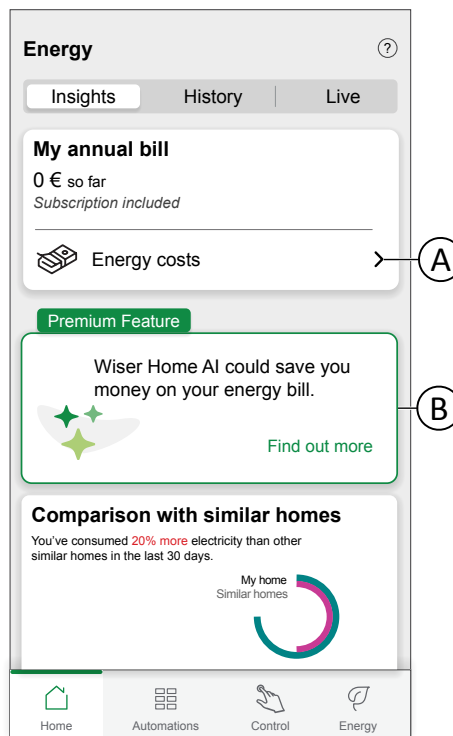 Energy
?
Insights
History
Live
My annual bill
0 € so far
Subscription included
Energy costs
A
Premium Feature
Wiser Home AI could save you
money on your energy bill.
B
Find out more
Comparison with similar homes
You've consumed 20% more electricity than other
similar homes in the last 30 days.
My home
Similar homes
Home
Automations
Control
Energy